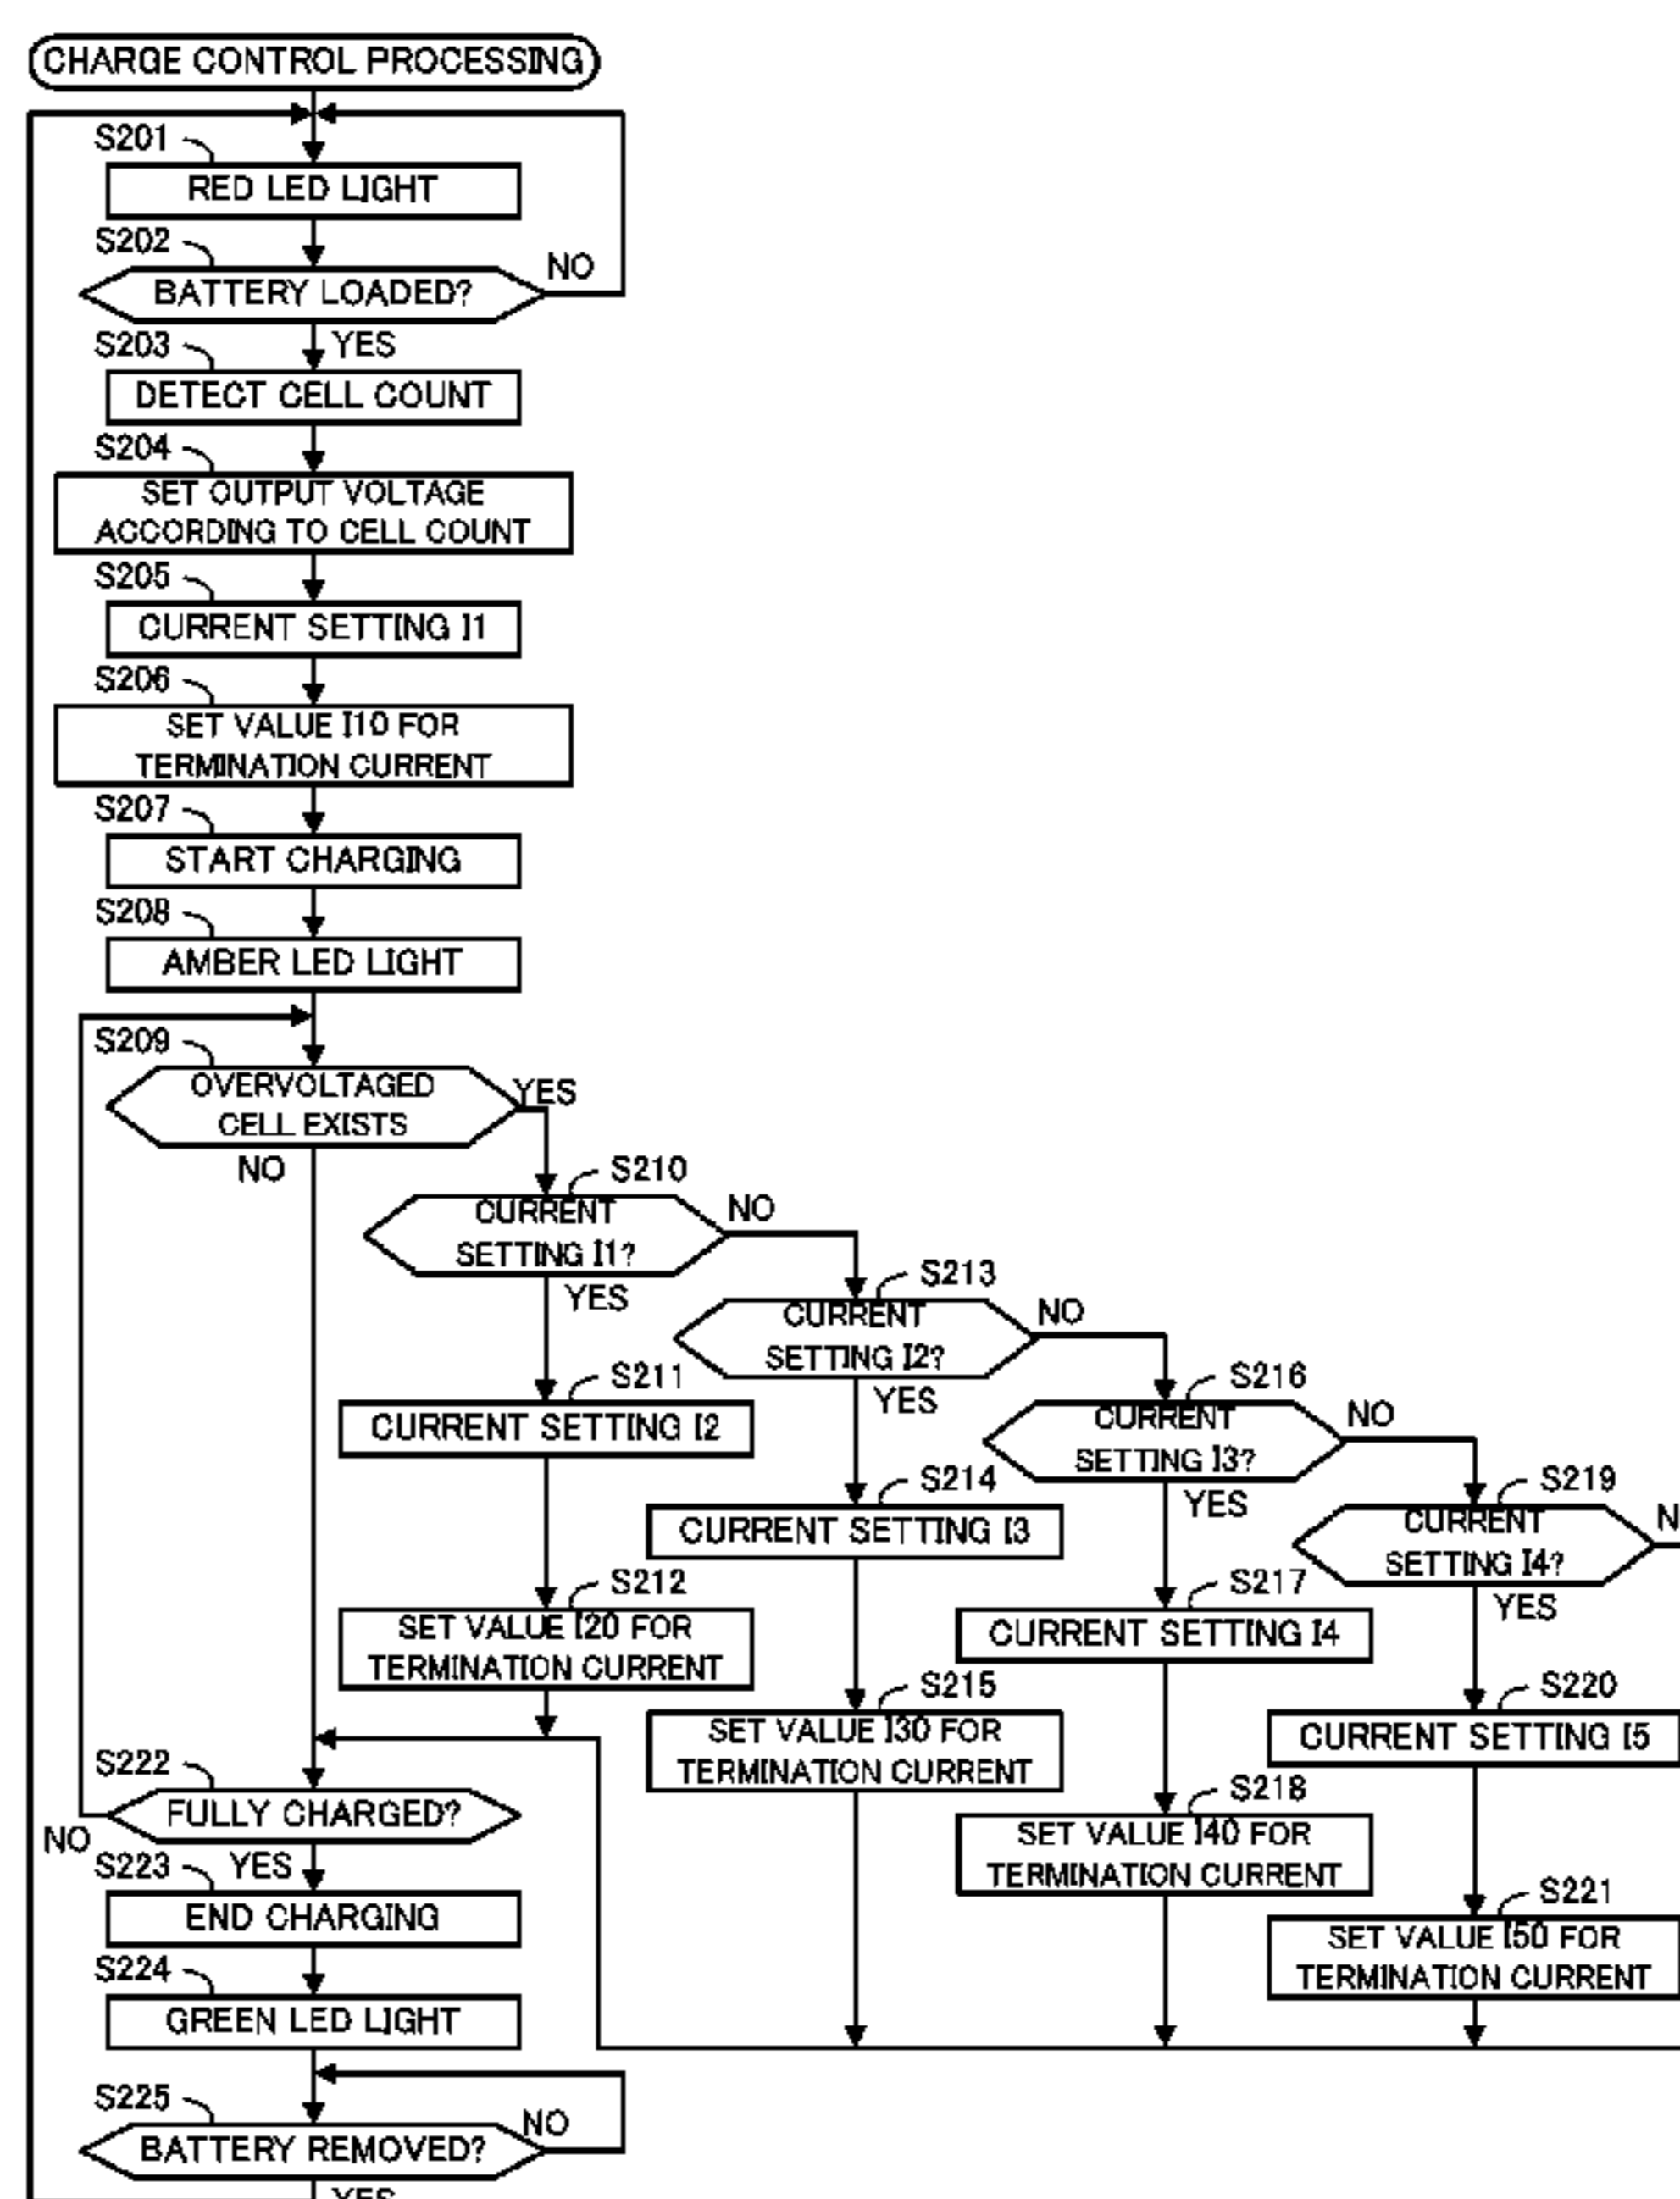 CHARGE CONTROL PROCESSING
S201
RED LED LIGHT
S202
BATTERY LOADED?
NO
YES
S203
DETECT CELL COUNT
S204
SET OUTPUT VOLTAGE
ACCORDING TO CELL COUNT
S205
CURRENT SETTING I1
S206
SET VALUE I10 FOR
TERMINATION CURRENT
S207
START CHARGING
S208
AMBER LED LIGHT
S209
OVERVOLTAGED
CELL EXISTS
YES
NO
S210
CURRENT
SETTING I1?
NO
YES
S211
CURRENT SETTING I2
S212
SET VALUE I20 FOR
TERMINATION CURRENT
S213
CURRENT
SETTING I2?
NO
YES
S214
CURRENT SETTING I3
S215
SET VALUE I30 FOR
TERMINATION CURRENT
S216
CURRENT
SETTING I3?
NO
YES
S217
CURRENT SETTING I4
S218
SET VALUE I40 FOR
TERMINATION CURRENT
S219
CURRENT
SETTING I4?
YES
S220
CURRENT SETTING I5
S221
SET VALUE I50 FOR
TERMINATION CURRENT
S222
FULLY CHARGED?
NO
YES
S223
END CHARGING
S224
GREEN LED LIGHT
S225
BATTERY REMOVED?
NO
YES